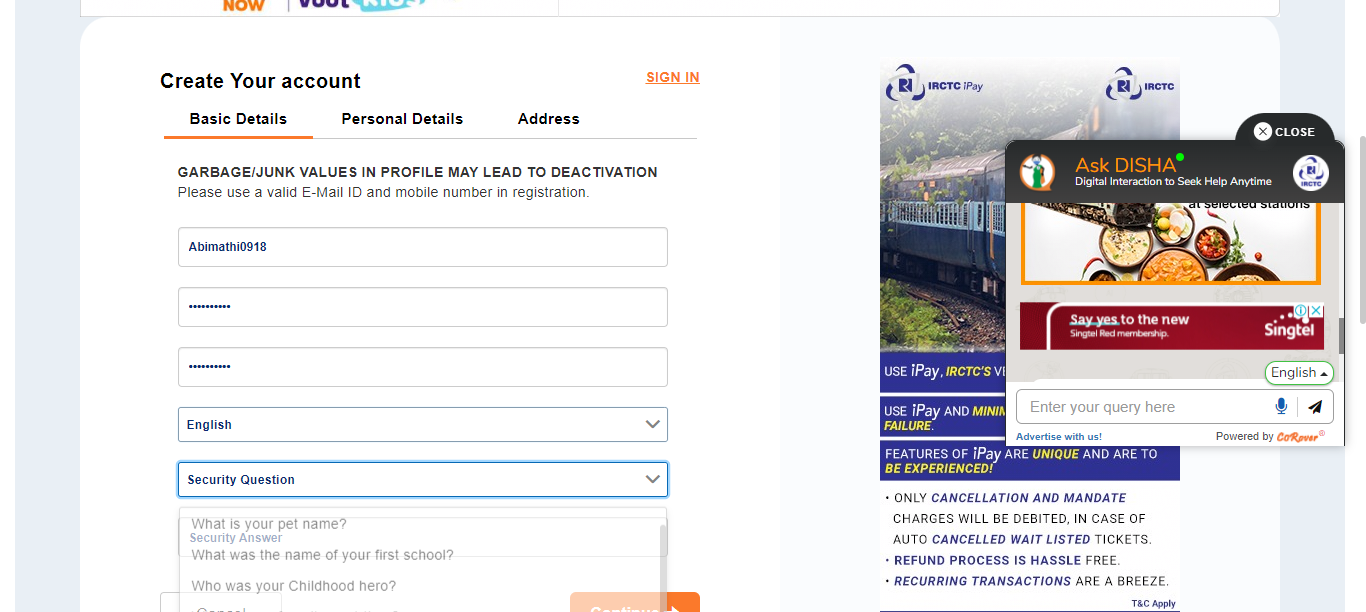 NOW
voot KIDS
Create Your account
SIGN IN
Basic Details
Personal Details
Address
GARBAGE/JUNK VALUES IN PROFILE MAY LEAD TO DEACTIVATION
Please use a valid E-Mail ID and mobile number in registration.
Abimathi0918
••••••••••
••••••••••
English
Security Question
What is your pet name?
Security Answer
What was the name of your first school?
Who was your Childhood hero?
Cancel
Continue
IRCTC iPay
IRCTC
USE iPay, IRCTC'S
USE iPay AND
FAILURE.
FEATURES OF iPay ARE UNIQUE AND ARE TO
BE EXPERIENCED!
• ONLY CANCELLATION AND MANDATE
CHARGES WILL BE DEBITED, IN CASE OF
AUTO CANCELLED WAIT LISTED TICKETS.
• REFUND PROCESS IS HASSLE FREE.
• RECURRING TRANSACTIONS ARE A BREEZE.
T&C Apply
CLOSE
Ask DISHA
Digital Interaction to Seek Help Anytime
IRCTC
at selected stations
Say yes to the new
Singtel Red membership.
Singtel
English
Enter your query here
Advertise with us!
Powered by CoRover®